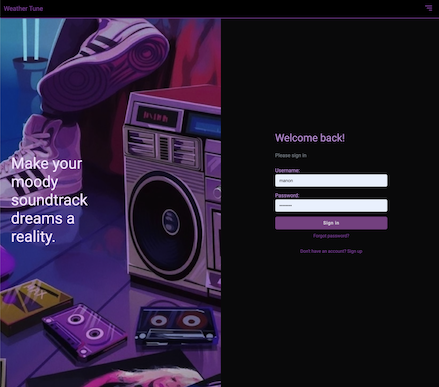 Weather Tune
Make your
moody
soundtrack
dreams a
reality.
Welcome back!
Please sign in
Username:
Password:
Sign in
Forgot password?
Don't have an account? Sign up